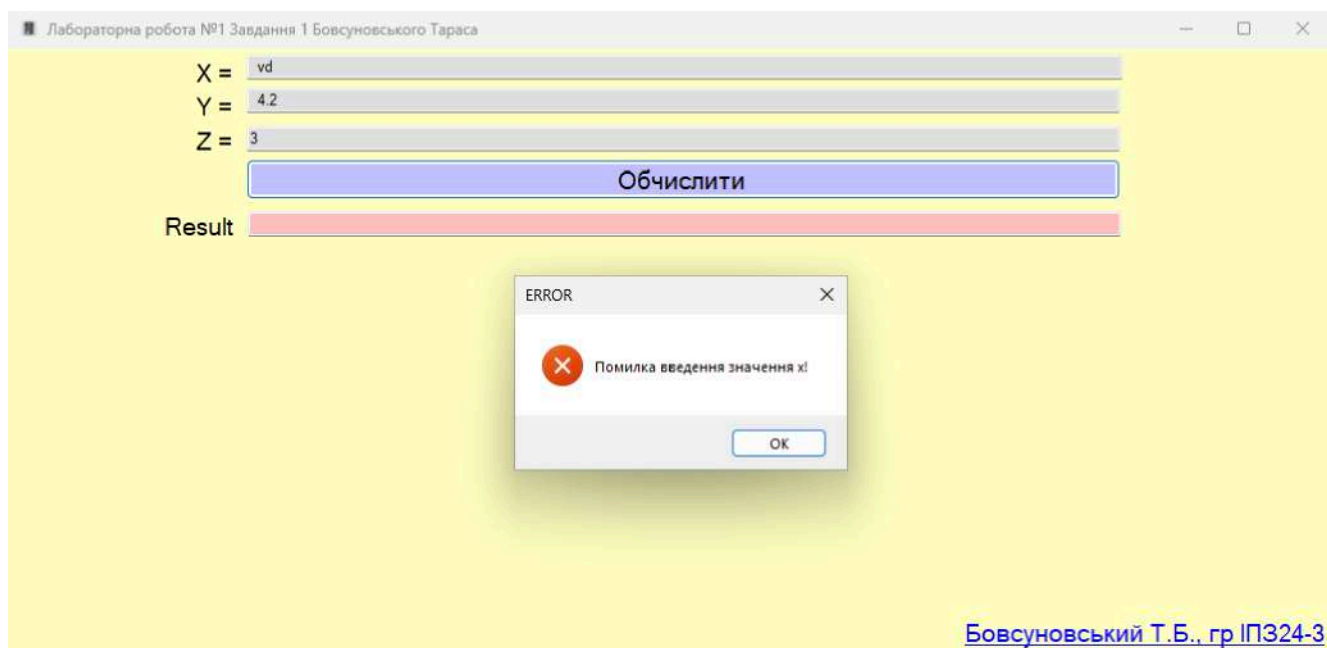 Лабораторна робота №1 Завдання 1 Бовсуновського Тараса
X = vd
Y = 4.2
Z = 3
Обчислити
Result
ERROR
Помилка введення значення x!
OK
Бовсуновський Т.Б., гр ІПЗ24-3